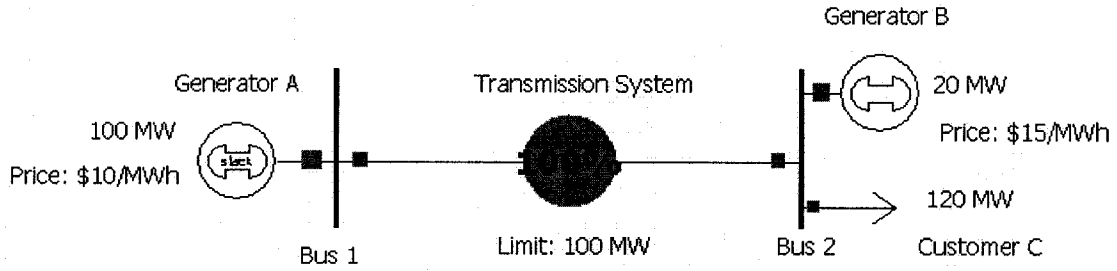 Generator B
Generator A
Transmission System
20 MW
100 MW
slack
Price: $15/MWh
Price: $10/MWh
120 MW
Bus 1
Limit: 100 MW
Bus 2
Customer C